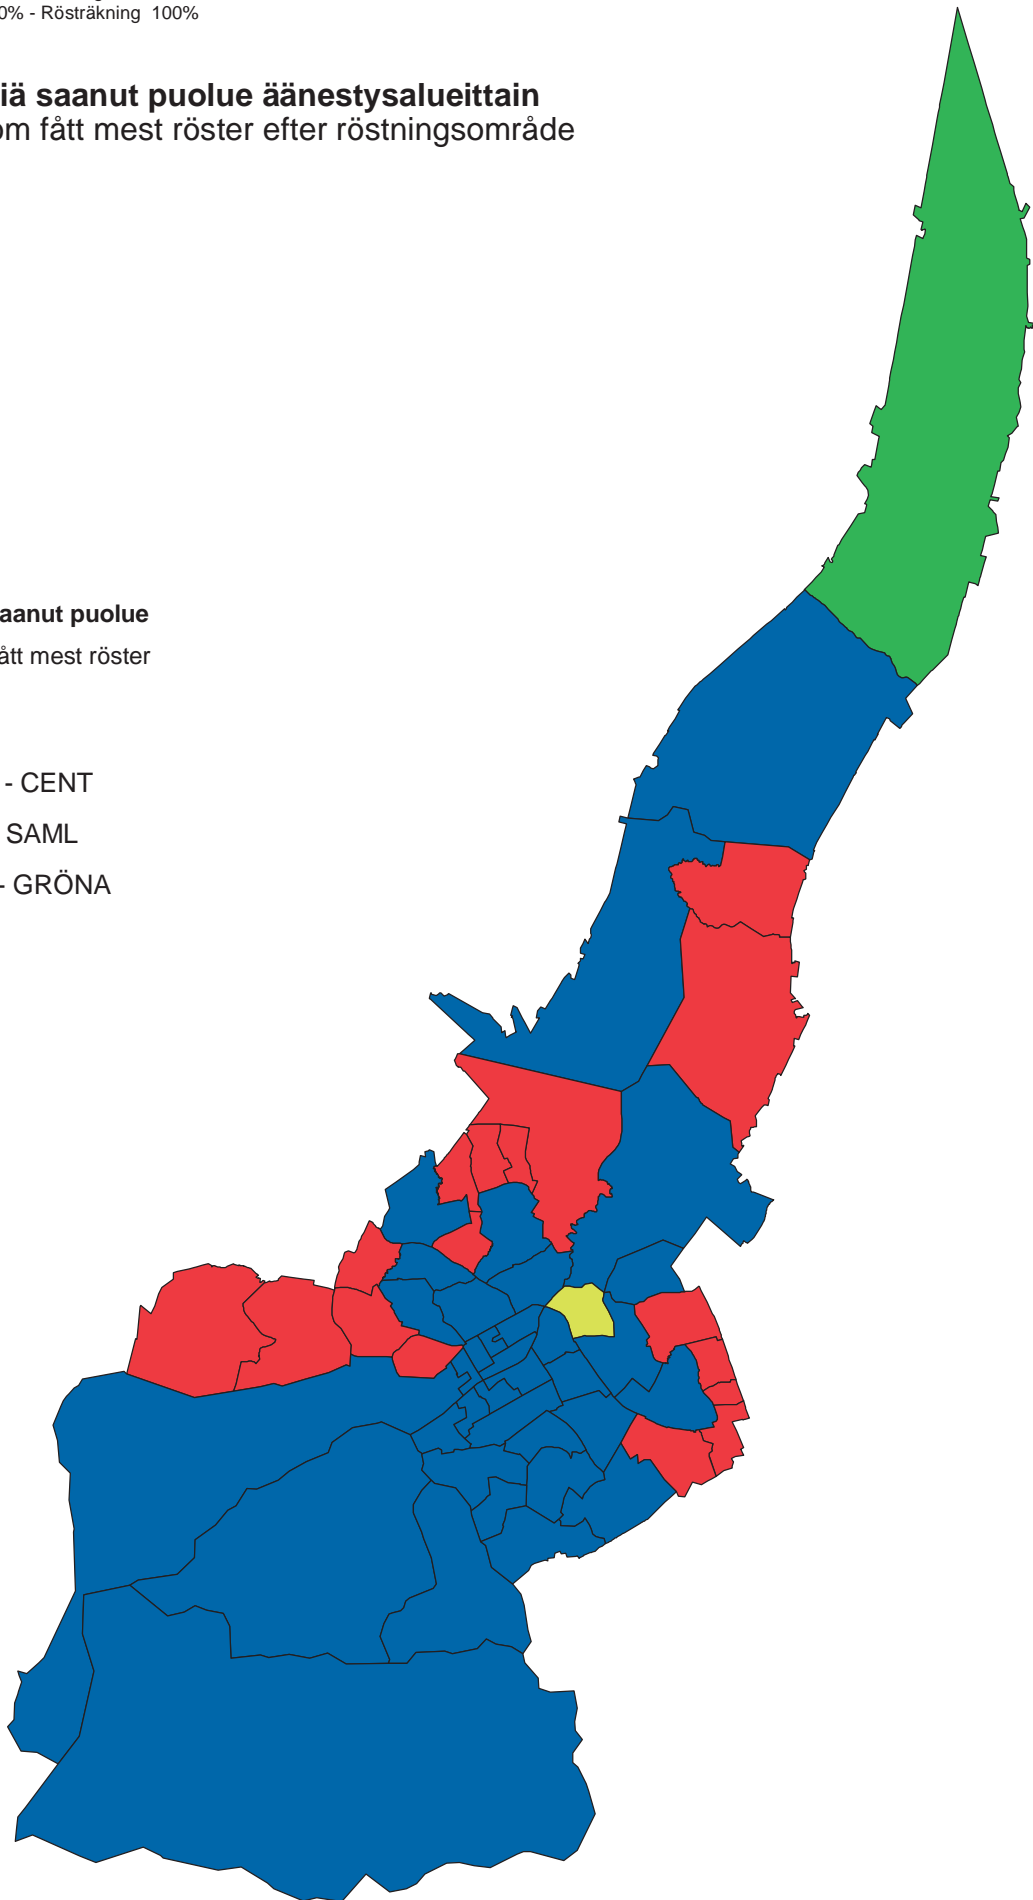 0% - Rösträkning 100%
iä saanut puolue äänestysalueittain
om fått mest röster efter röstningsområde
aanut puolue
ått mest röster
- CENT
SAML
- GRÖNA